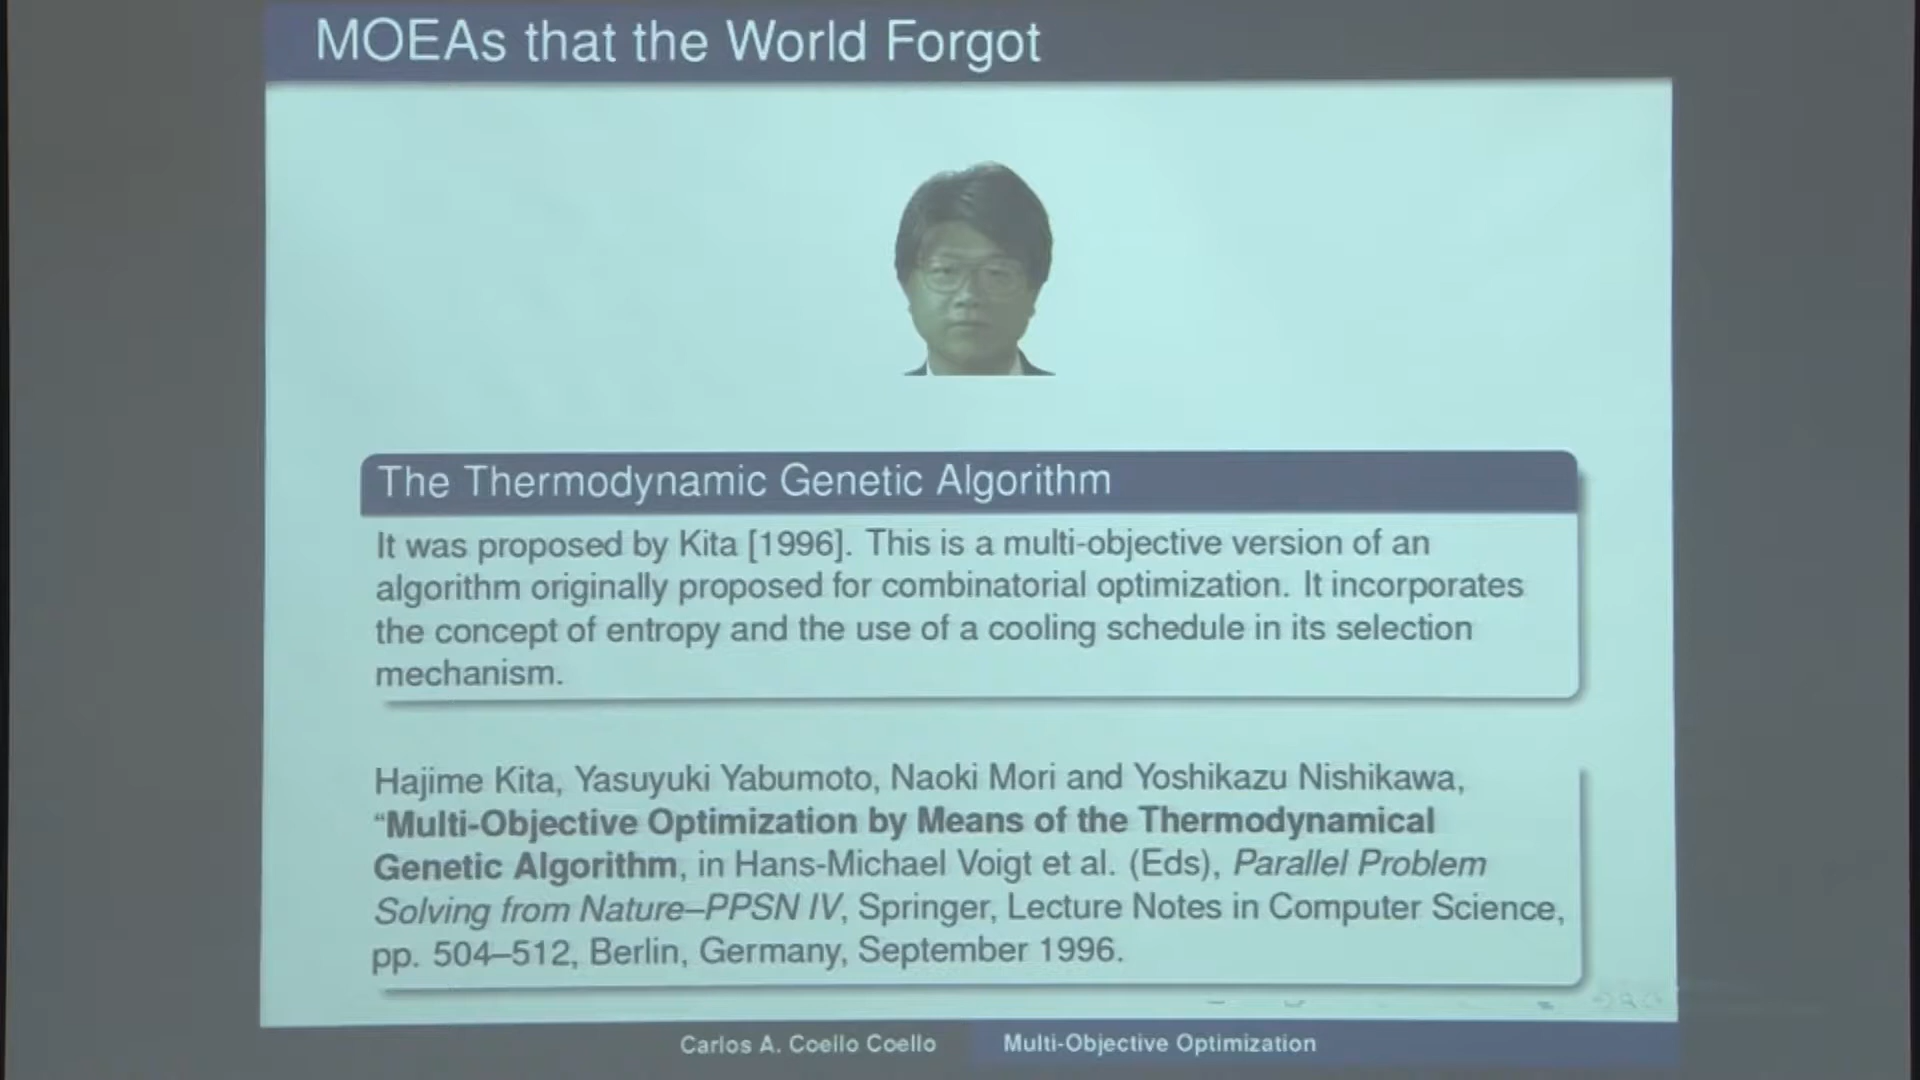 MOEAs that the World Forgot
The Thermodynamic Genetic Algorithm
It was proposed by Kita [1996]. This is a multi-objective version of an
algorithm originally proposed for combinatorial optimization. It incorporates
the concept of entropy and the use of a cooling schedule in its selection
mechanism.
Hajime Kita, Yasuyuki Yabumoto, Naoki Mori and Yoshikazu Nishikawa,
“Multi-Objective Optimization by Means of the Thermodynamical
Genetic Algorithm, in Hans-Michael Voigt et al. (Eds), Parallel Problem
Solving from Nature–PPSN IV, Springer, Lecture Notes in Computer Science,
pp. 504–512, Berlin, Germany, September 1996.
Carlos A. Coello Coello Multi-Objective Optimization